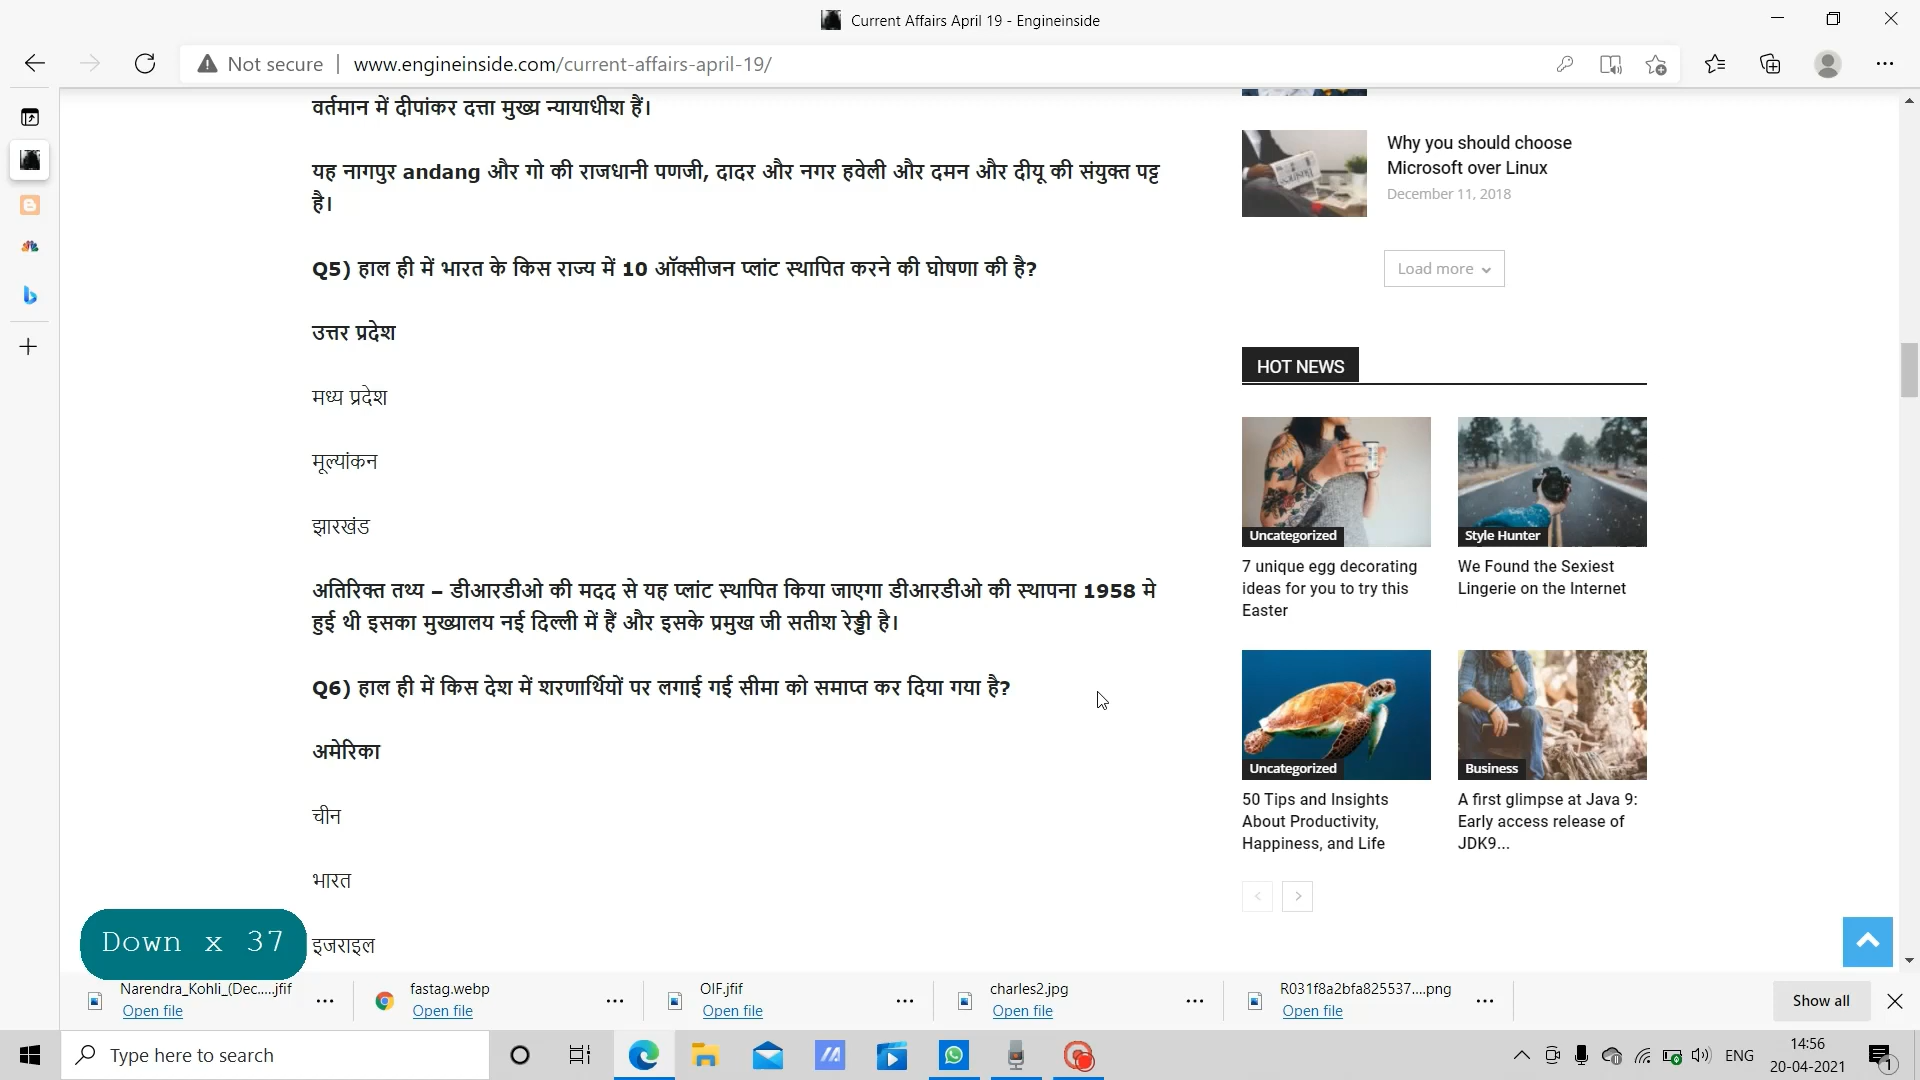 Current Affairs April 19 - Engineinside
Not secure
www.engineinside.com/current-affairs-april-19/
वर्तमान में दीपांकर दत्ता मुख्य न्यायाधीश हैं।
यह नागपुर andang और गो की राजधानी पणजी, दादर और नगर हवेली और दमन और दीयू की संयुक्त पट्ट
है।
Q5) हाल ही में भारत के किस राज्य में 10 ऑक्सीजन प्लांट स्थापित करने की घोषणा की है?
उत्तर प्रदेश
मध्य प्रदेश
मूल्यांकन
झारखंड
अतिरिक्त तथ्य – डीआरडीओ की मदद से यह प्लांट स्थापित किया जाएगा डीआरडीओ की स्थापना 1958 मे
हुई थी इसका मुख्यालय नई दिल्ली में हैं और इसके प्रमुख जी सतीश रेड्डी है।
Q6) हाल ही में किस देश में शरणार्थियों पर लगाई गई सीमा को समाप्त कर दिया गया है?
अमेरिका
चीन
भारत
इजराइल
Why you should choose
Microsoft over Linux
December 11, 2018
Load more
HOT NEWS
Uncategorized
7 unique egg decorating
ideas for you to try this
Easter
Style Hunter
We Found the Sexiest
Lingerie on the Internet
Uncategorized
50 Tips and Insights
About Productivity,
Happiness, and Life
Business
A first glimpse at Java 9:
Early access release of
JDK9...
Down x 37
Narendra_Kohli_(Dec.....jfif
Open file
fastag.webp
Open file
OIF.jfif
Open file
charles2.jpg
Open file
R031f8a2bfa825537....png
Open file
Show all
Type here to search
ENG
14:56
20-04-2021
1